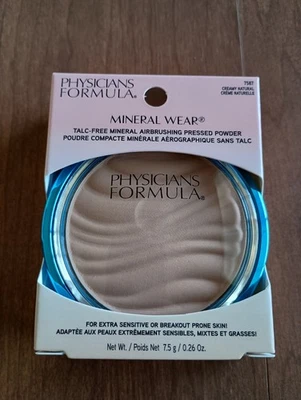 PHYSICIANS
FORMULA®
7587
CREAMY NATURAL
CRÈME NATURELLE
MINERAL WEAR®
TALC-FREE MINERAL AIRBRUSHING PRESSED POWDER
POUDRE COMPACTE MINÉRALE AÉROGRAPHIQUE SANS TALC
PHYSICIANS
FORMULA®
FOR EXTRA SENSITIVE OR BREAKOUT PRONE SKIN!
ADAPTÉE AUX PEAUX EXTRÊMEMENT SENSIBLES, MIXTES ET GRASSES!
Net Wt. / Poids Net 7.5 g / 0.26 Oz.